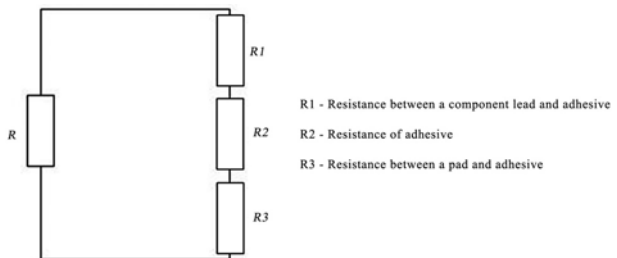 R1
R1 - Resistance between a component lead and adhesive
R
R2
R2 - Resistance of adhesive
R3 - Resistance between a pad and adhesive
R3